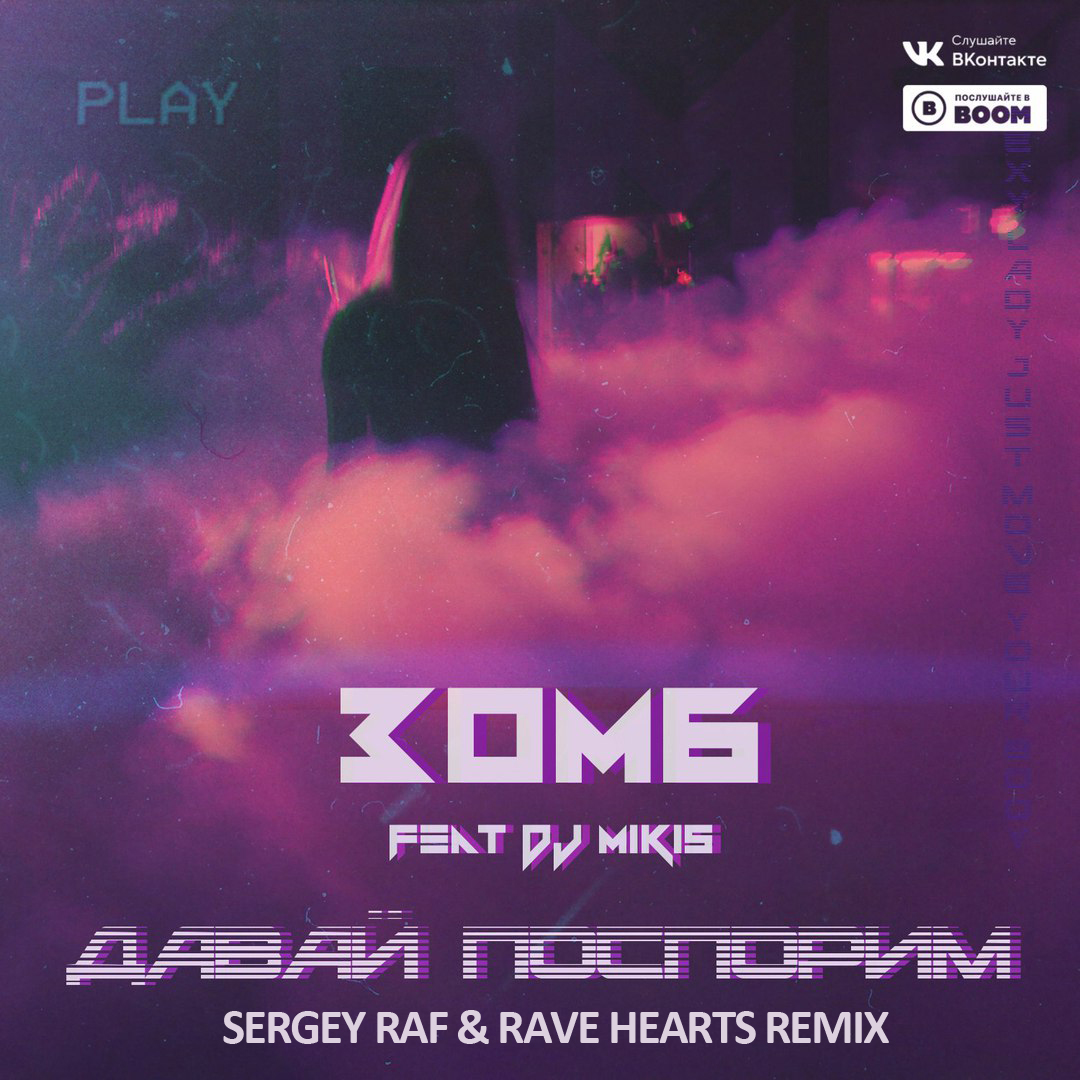 PLAY
Слушайте
ВКонтакте
ПОСЛУШАЙТЕ В
BOOM
ЗОМБ
FEAT DJ MIKIS
ДАВАЙ ПОСПОРИМ
SERGEY RAF & RAVE HEARTS REMIX